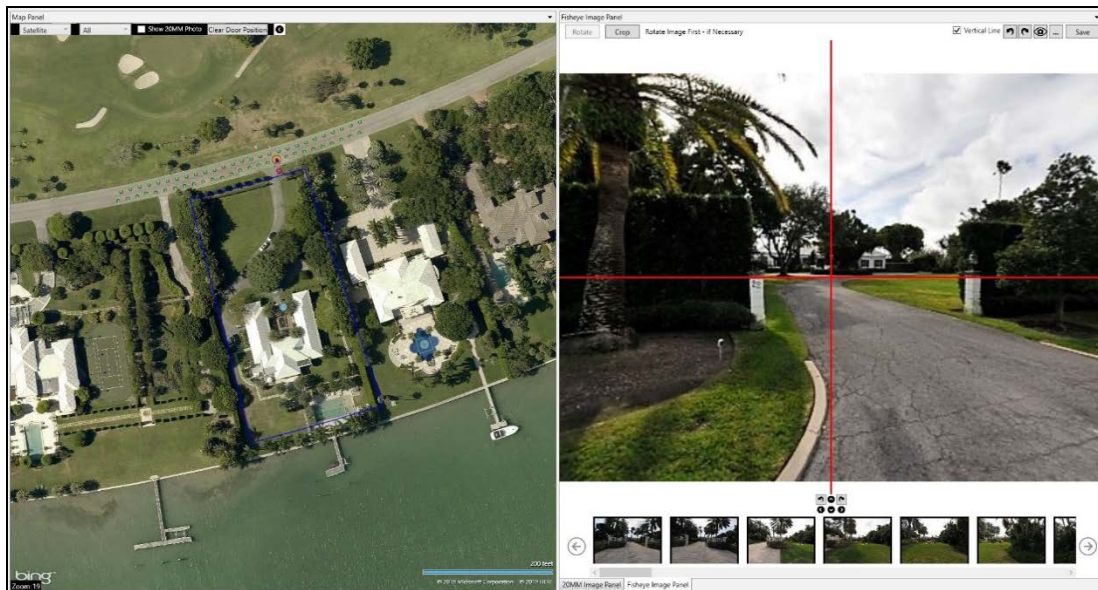 Map Panel
Satellite All Show 20MM Photo Clear Door Position
bing
Zoom: 19
200 feet
Fisheye Image Panel
Rotate Crop Rotate Image First - if Necessary Vertical Line ... Save
20MM Image Panel Fisheye Image Panel